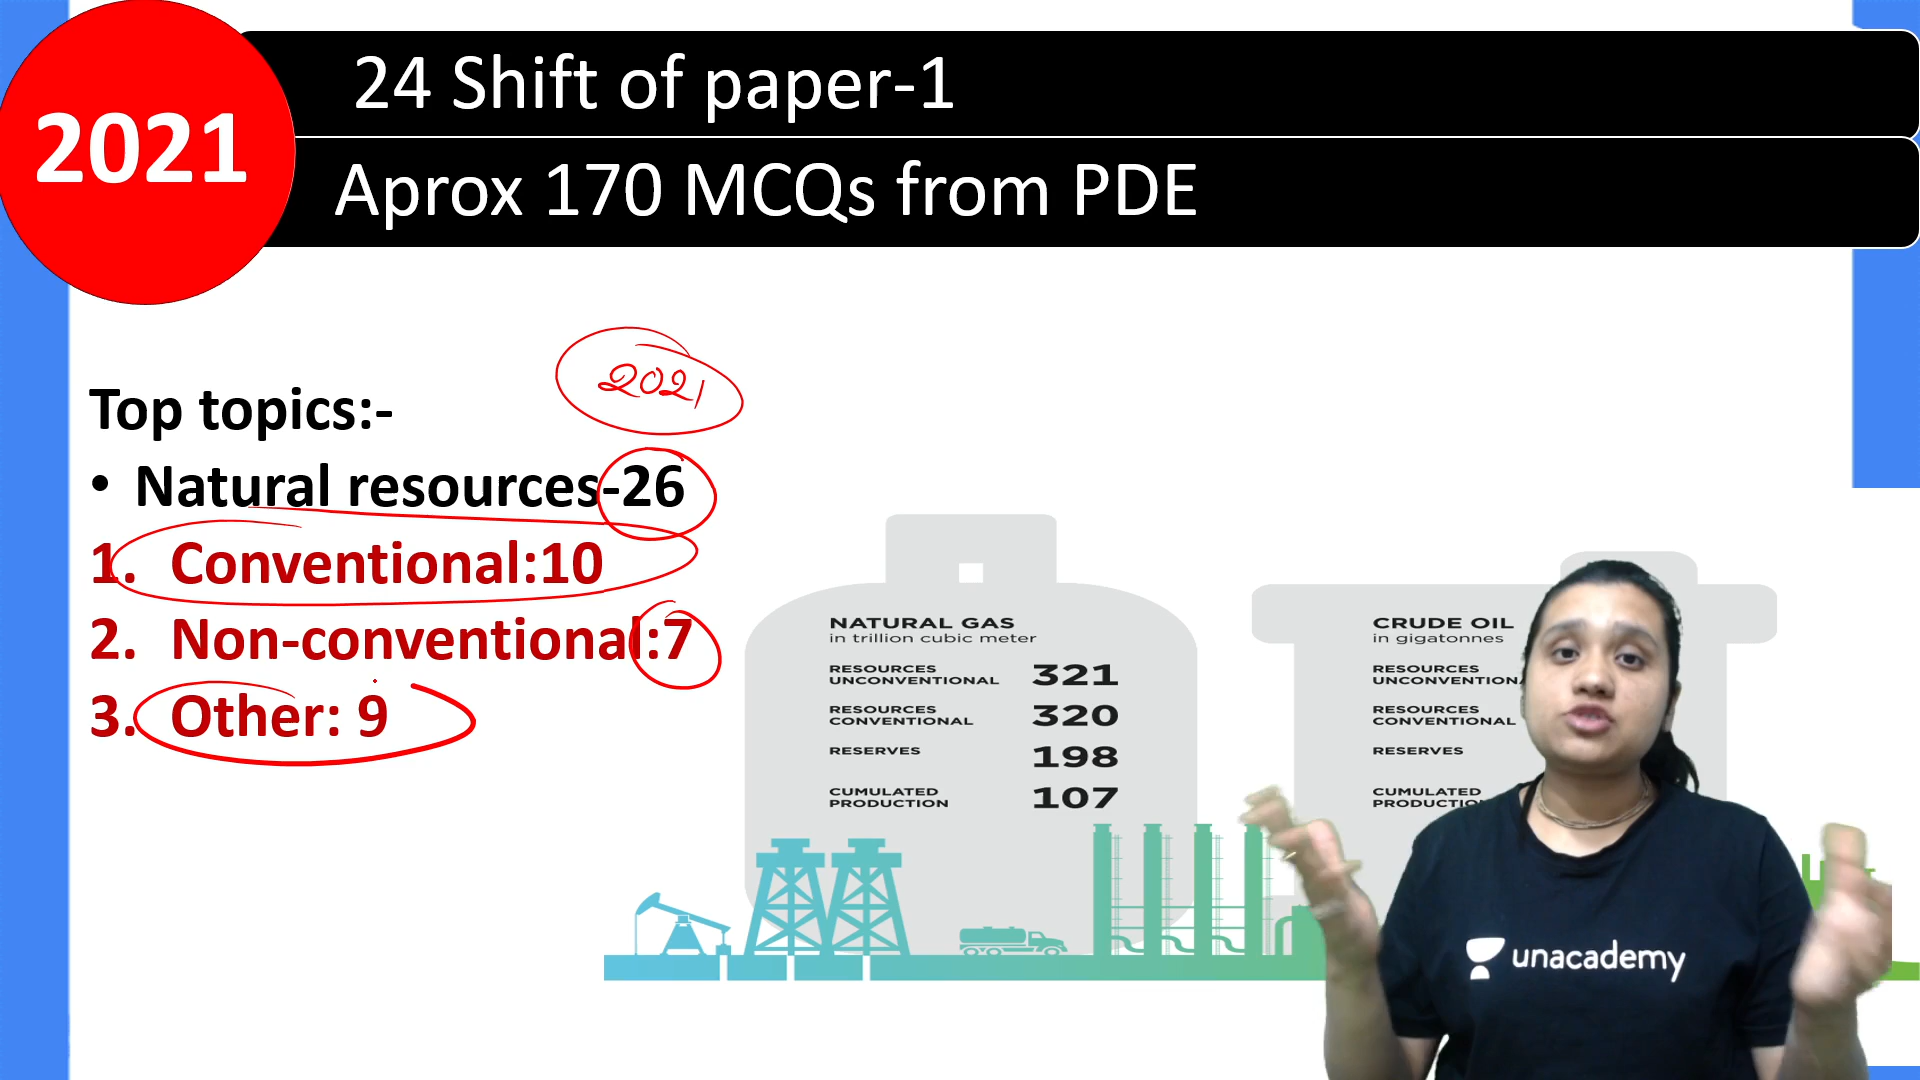 2021
24 Shift of paper-1
Aprox 170 MCQs from PDE
2021
Top topics:-
• Natural resources-26
1. Conventional:10
2. Non-conventional:7
3. Other: 9
NATURAL GAS
in trillion cubic meter
RESOURCES
UNCONVENTIONAL 321
RESOURCES
CONVENTIONAL 320
RESERVES 198
CUMULATED
PRODUCTION 107
CRUDE OIL
in gigatonnes
RESOURCES
UNCONVENTIONA
RESOURCES
CONVENTIONAL
RESERVES
CUMULATED
PRODUCTIO
unacademy